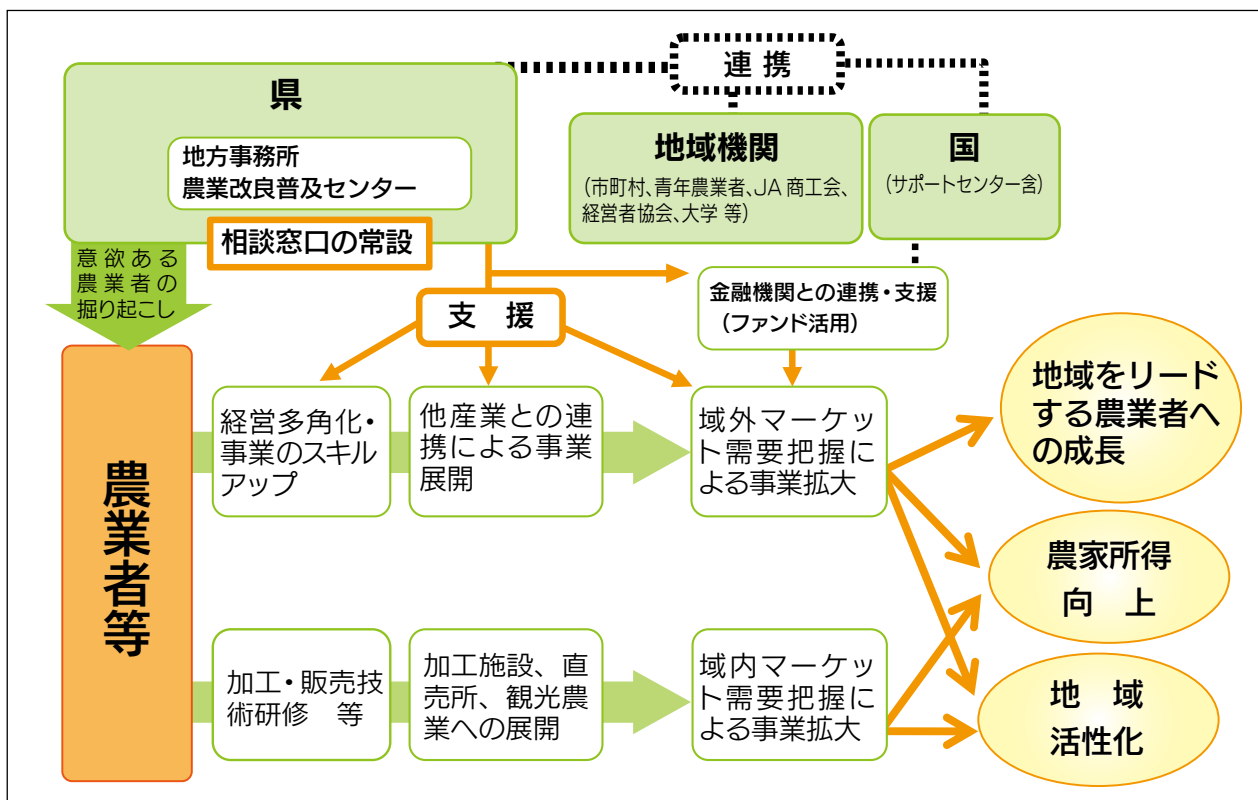 連 携
県
地方事務所
農業改良普及センター
相談窓口の常設
地域機関
(市町村、青年農業者、JA 商工会、
経営者協会、大学 等)
国
(サポートセンター含)
意欲ある
農業者の
掘り起こし
支 援
金融機関との連携・支援
(ファンド活用)
農業者等
経営多角化・
事業のスキル
アップ
他産業との連
携による事業
展開
域外マーケッ
ト需要把握に
よる事業拡大
地域をリード
する農業者へ
の成長
農家所得
向 上
加工・販売技
術研修 等
加工施設、直
売所、観光農
業への展開
域内マーケッ
ト需要把握に
よる事業拡大
地 域
活性化